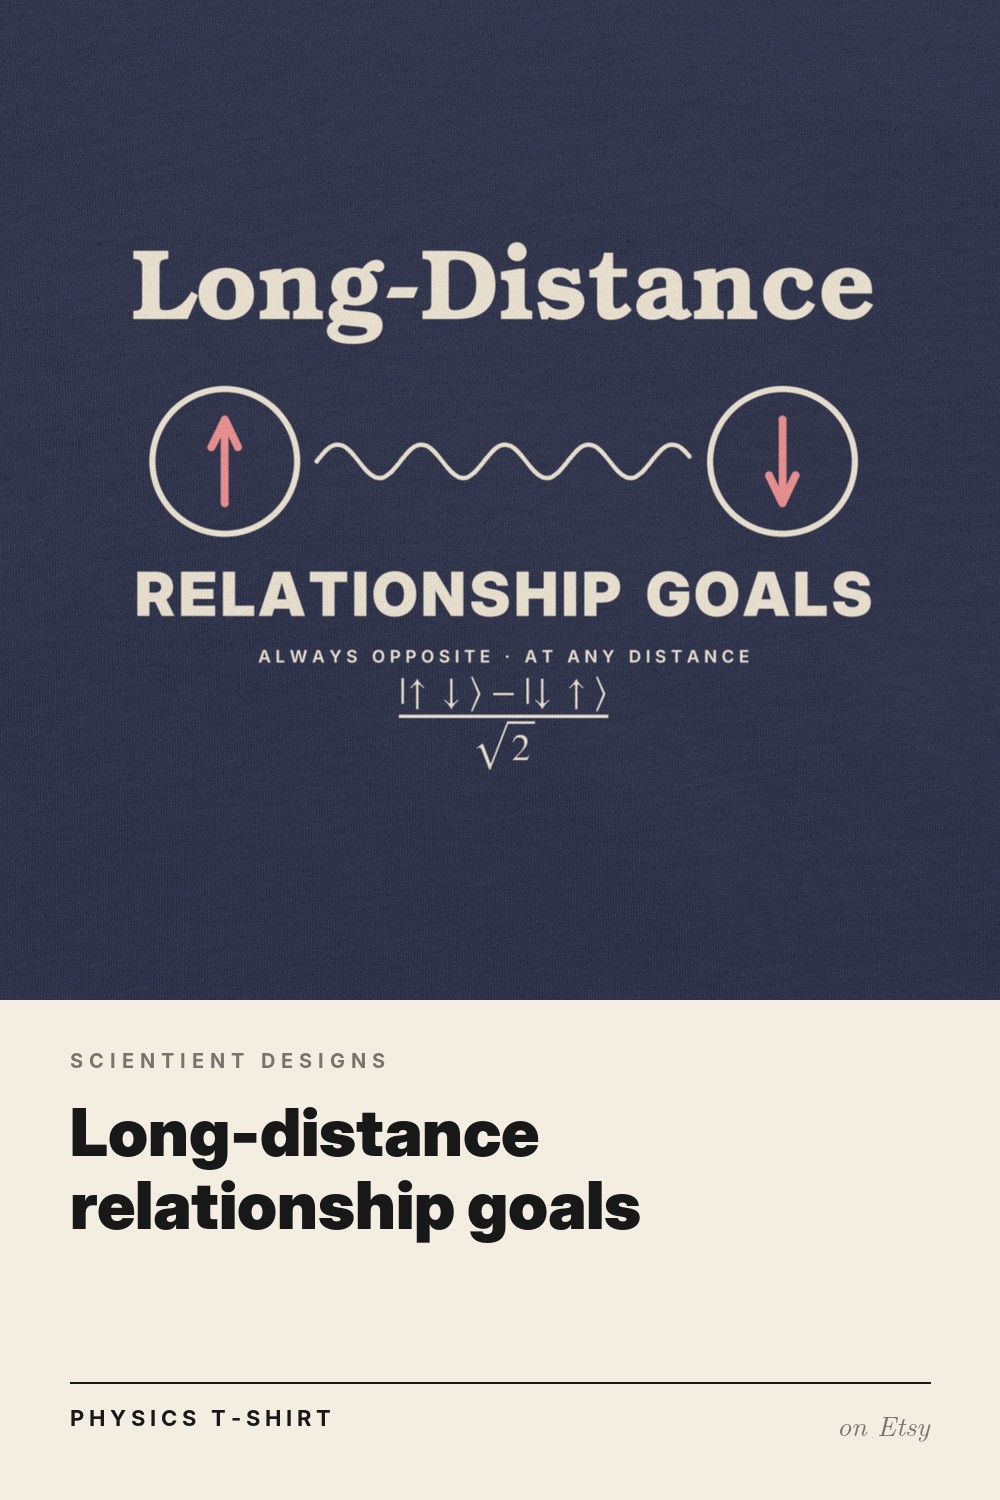 Long-Distance
↑ ↓
RELATIONSHIP GOALS
ALWAYS OPPOSITE · AT ANY DISTANCE
|↑ ↓⟩ − |↓ ↑⟩
√2
SCIENTIENT DESIGNS
Long-distance
relationship goals
PHYSICS T-SHIRT
on Etsy